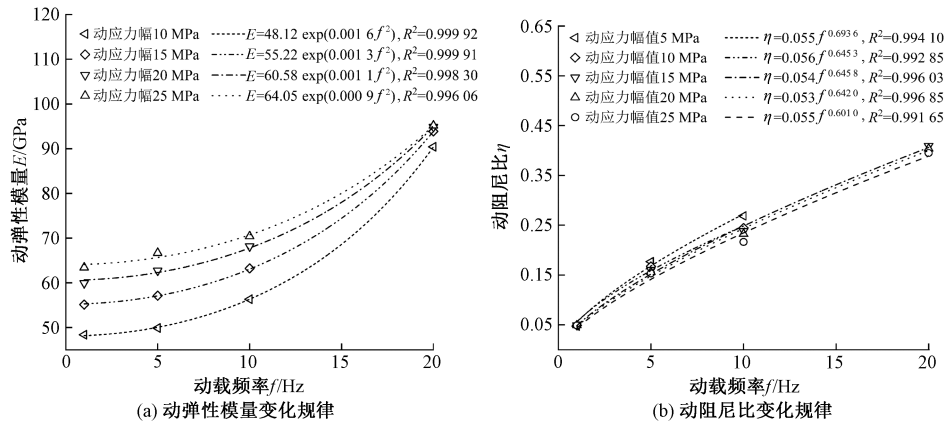 120
110
100
90
80
70
60
50
动弹性模量E/GPa
动应力幅10 MPa E=48.12 exp(0.001 6f²),R²=0.999 92
动应力幅15 MPa E=55.22 exp(0.001 3f²),R²=0.999 91
动应力幅20 MPa E=60.58 exp(0.001 1f²),R²=0.998 30
动应力幅25 MPa E=64.05 exp(0.000 9f²),R²=0.996 06
0 5 10 15 20
动载频率f/Hz
(a) 动弹性模量变化规律
0.65
0.55
0.45
0.35
0.25
0.15
0.05
动阻尼比η
动应力幅值5 MPa η=0.055f^0.693 6, R²=0.994 10
动应力幅值10 MPa η=0.056f^0.645 3, R²=0.992 85
动应力幅值15 MPa η=0.054f^0.645 8, R²=0.996 03
动应力幅值20 MPa η=0.053f^0.642 0, R²=0.996 85
动应力幅值25 MPa η=0.055f^0.601 0, R²=0.991 65
0 5 10 15 20
动载频率f/Hz
(b) 动阻尼比变化规律